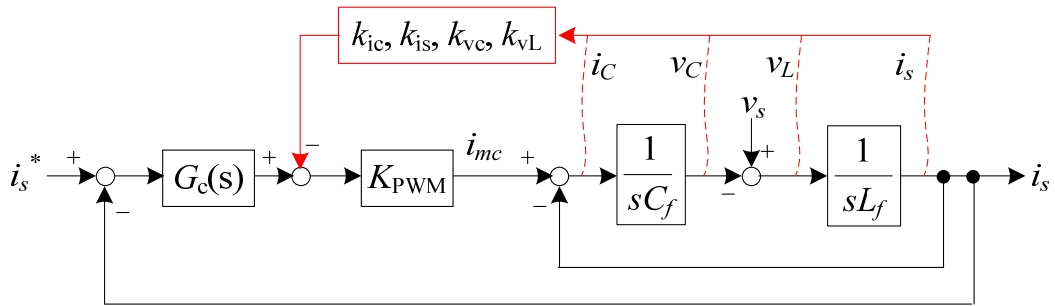 k_ic, k_is, k_vc, k_vL
i_C v_C v_L i_s
v_s
i_s* + − G_c(s) + − K_PWM i_mc + − 1/(sC_f) − + 1/(sL_f) i_s